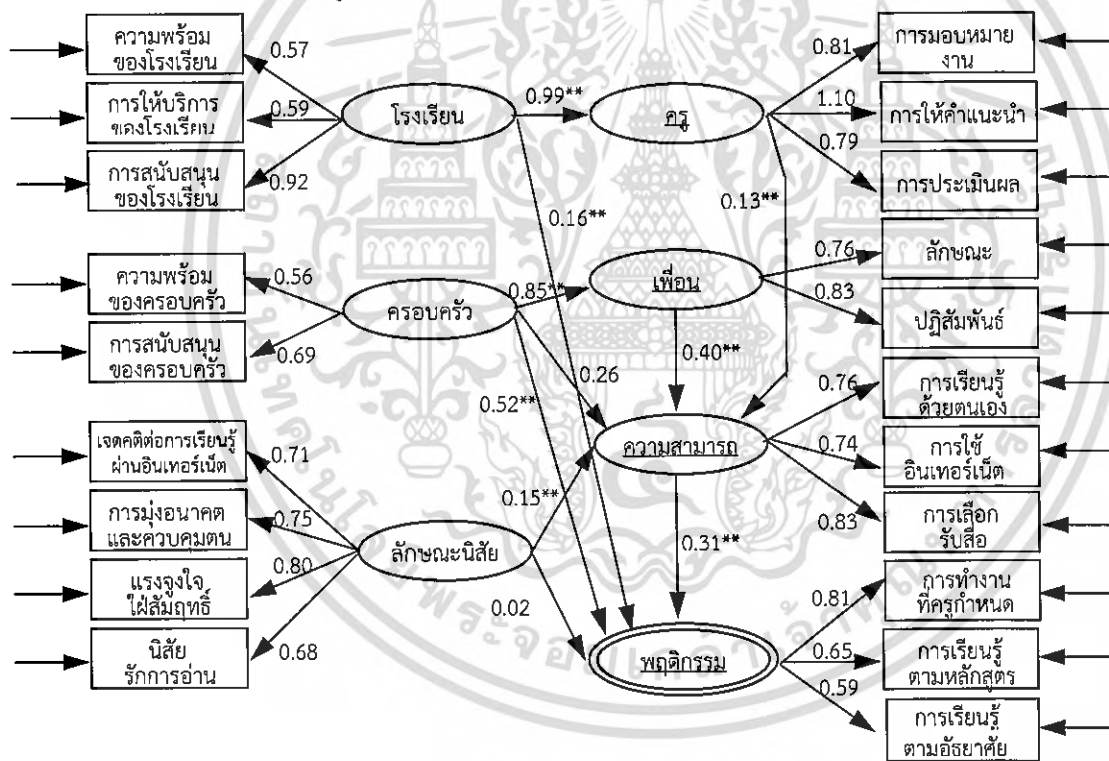 ความพร้อม
ของโรงเรียน
0.57
การให้บริการ
ของโรงเรียน
0.59
การสนับสนุน
ของโรงเรียน
0.92
โรงเรียน
0.99**
ครู
0.81
การมอบหมาย
งาน
1.10
การให้คำแนะนำ
0.79
การประเมินผล
0.16**
0.13**
ความพร้อม
ของครอบครัว
0.56
การสนับสนุน
ของครอบครัว
0.69
ครอบครัว
0.85**
เพื่อน
0.76
ลักษณะ
0.83
ปฏิสัมพันธ์
0.40**
0.26
0.52**
ความสามารถ
0.76
การเรียนรู้
ด้วยตนเอง
0.74
การใช้
อินเทอร์เน็ต
0.83
การเลือก
รับสื่อ
เจตคติต่อการเรียนรู้
ผ่านอินเทอร์เน็ต
0.71
การมุ่งอนาคต
และควบคุมตน
0.75
แรงจูงใจ
ใฝ่สัมฤทธิ์
0.80
นิสัย
รักการอ่าน
0.68
ลักษณะนิสัย
0.15**
0.02
0.31**
พฤติกรรม
0.81
การทำงาน
ที่ครูกำหนด
0.65
การเรียนรู้
ตามหลักสูตร
0.59
การเรียนรู้
ตามอัธยาศัย